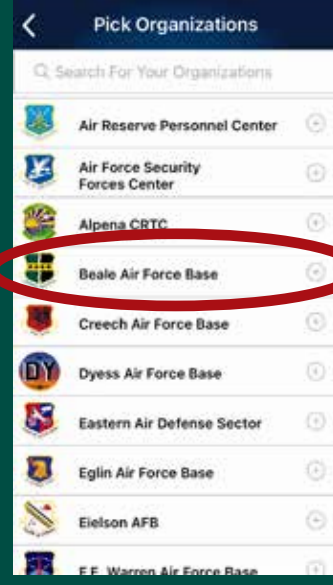 Pick Organizations
Search For Your Organizations
Air Reserve Personnel Center
Air Force Security
Forces Center
Alpena CRTC
Beale Air Force Base
Creech Air Force Base
DY
Dyess Air Force Base
Eastern Air Defense Sector
Eglin Air Force Base
Eielson AFB
F.E. Warren Air Force Base